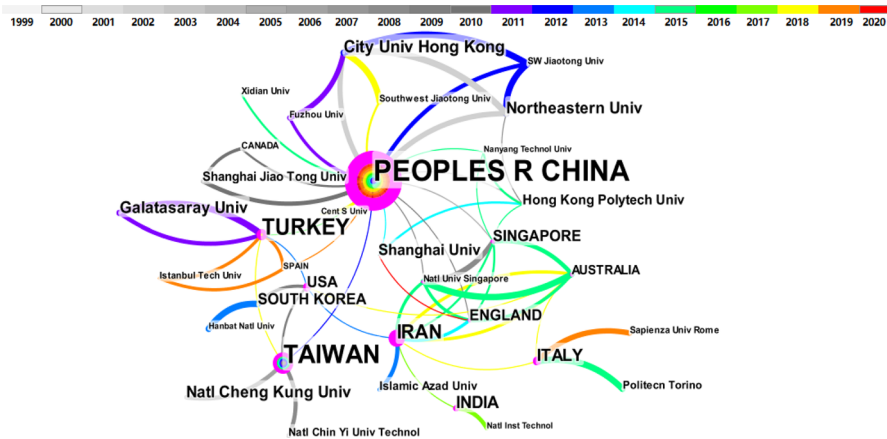 1999 2000 2001 2002 2003 2004 2005 2006 2007 2008 2009 2010 2011 2012 2013 2014 2015 2016 2017 2018 2019 2020
City Univ Hong Kong
SW Jiaotong Univ
Xidian Univ
Southwest Jiaotong Univ
Northeastern Univ
Fuzhou Univ
CANADA
Nanyang Technol Univ
PEOPLES R CHINA
Shanghai Jiao Tong Univ
Hong Kong Polytech Univ
Galatasaray Univ
Cent S Univ
TURKEY
SINGAPORE
Shanghai Univ
SPAIN
AUSTRALIA
Istanbul Tech Univ
USA
Natl Univ Singapore
SOUTH KOREA
ENGLAND
Hanbat Natl Univ
IRAN
Sapienza Univ Rome
TAIWAN
ITALY
Natl Cheng Kung Univ
Islamic Azad Univ
Politecn Torino
INDIA
Natl Inst Technol
Natl Chin Yi Univ Technol